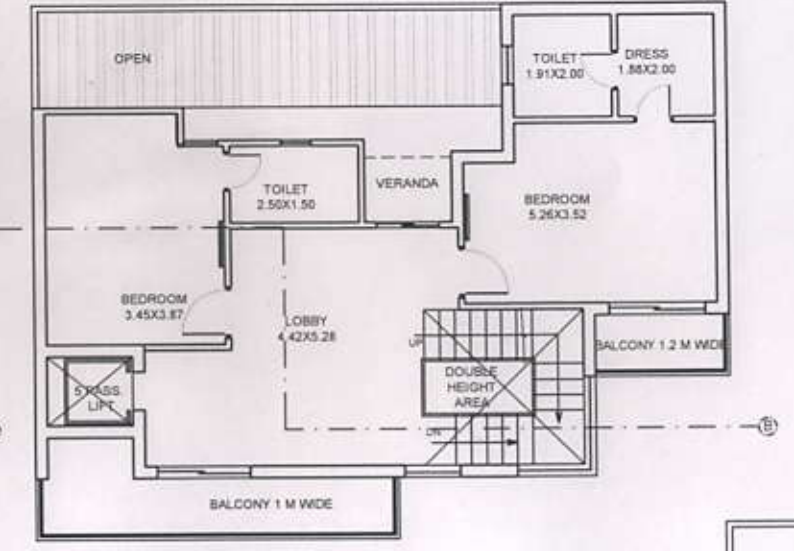 OPEN
TOILET
1.91X2.00
DRESS
1.88X2.00
TOILET
2.50X1.50
VERANDA
BEDROOM
5.26X3.52
BEDROOM
3.45X3.87
LOBBY
4.42X5.28
UP
BALCONY 1.2 M WIDE
DOUBLE
HEIGHT
AREA
5 PASS.
LIFT
DN
B
BALCONY 1 M WIDE